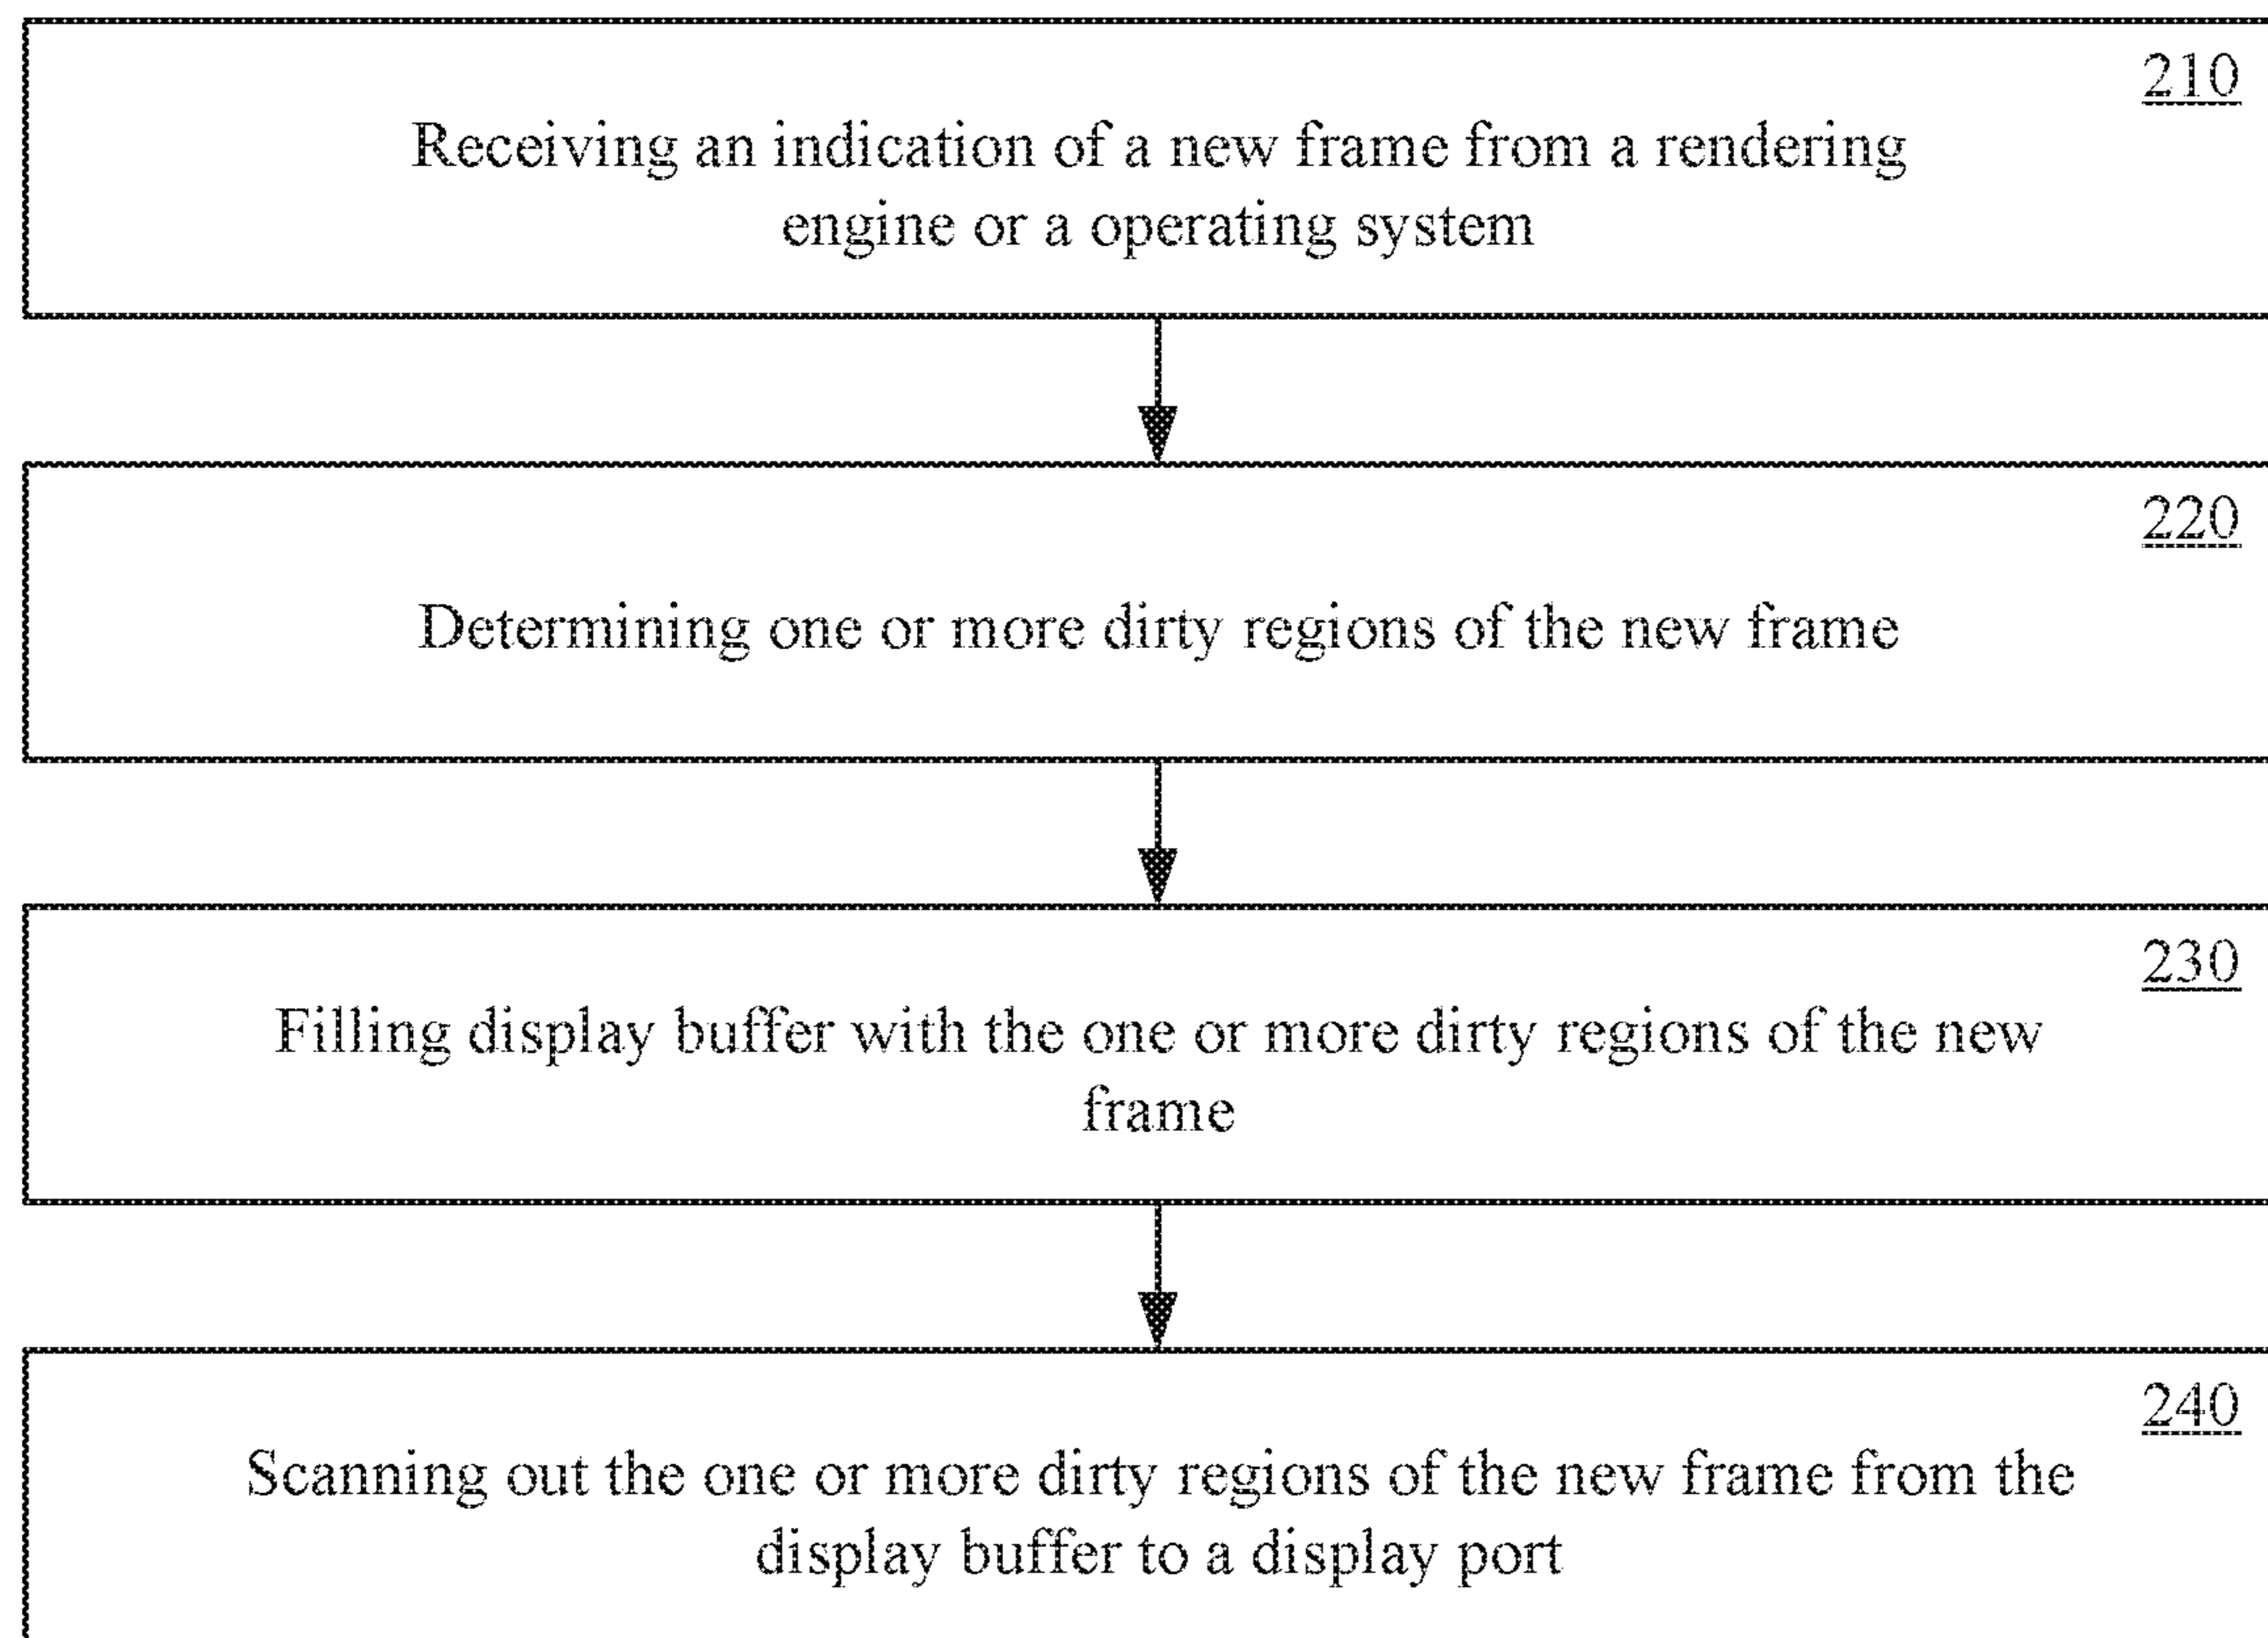 210
Receiving an indication of a new frame from a rendering
engine or a operating system
220
Determining one or more dirty regions of the new frame
230
Filling display buffer with the one or more dirty regions of the new
frame
240
Scanning out the one or more dirty regions of the new frame from the
display buffer to a display port